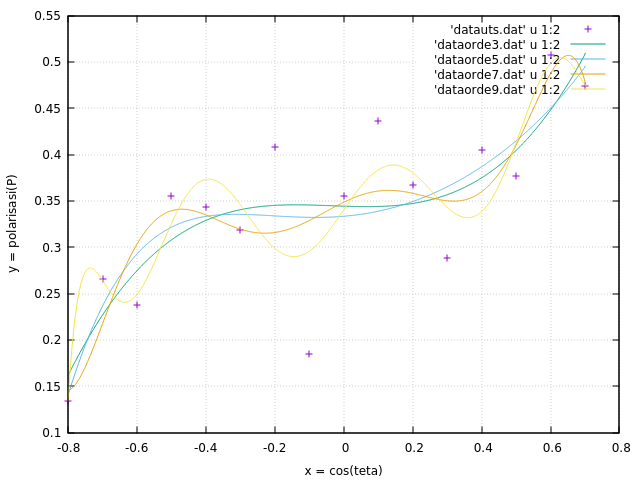 0.55
0.5
0.45
0.4
0.35
0.3
0.25
0.2
0.15
0.1
y = polarisasi(P)
'datauts.dat' u 1:2
'dataorde3.dat' u 1:2
'dataorde5.dat' u 1:2
'dataorde7.dat' u 1:2
'dataorde9.dat' u 1:2
-0.8 -0.6 -0.4 -0.2 0 0.2 0.4 0.6 0.8
x = cos(teta)